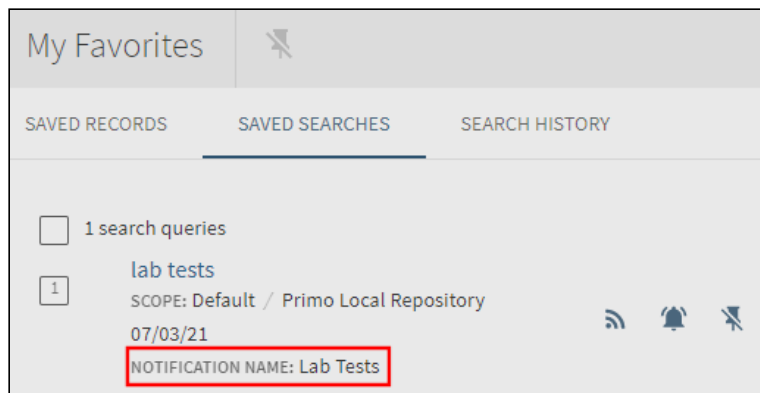 My Favorites
SAVED RECORDS SAVED SEARCHES SEARCH HISTORY
1 search queries
1
lab tests
SCOPE: Default / Primo Local Repository
07/03/21
NOTIFICATION NAME: Lab Tests